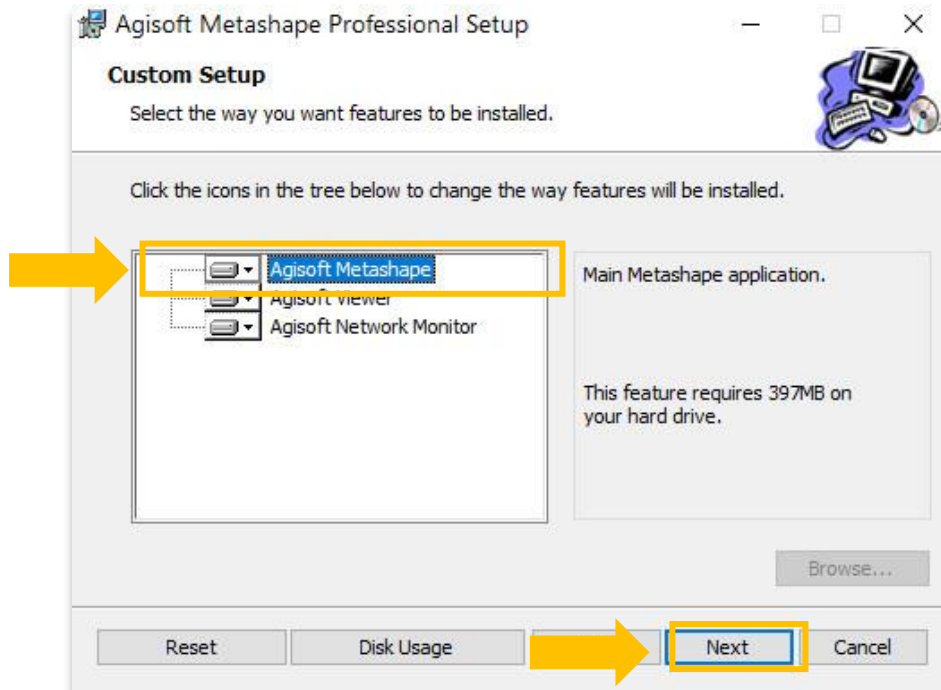 Agisoft Metashape Professional Setup
Custom Setup
Select the way you want features to be installed.
Click the icons in the tree below to change the way features will be installed.
Agisoft Metashape
Agisoft Viewer
Agisoft Network Monitor
Main Metashape application.
This feature requires 397MB on
your hard drive.
Browse...
Reset
Disk Usage
Next
Cancel